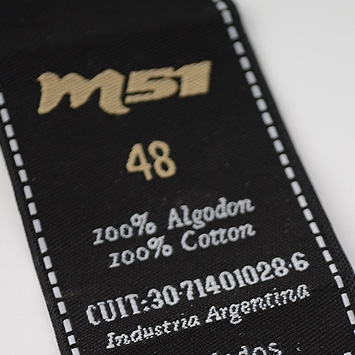 M51
48
100% Algodon
100% Cotton
CUIT:30-71401028-6
Industria Argentina